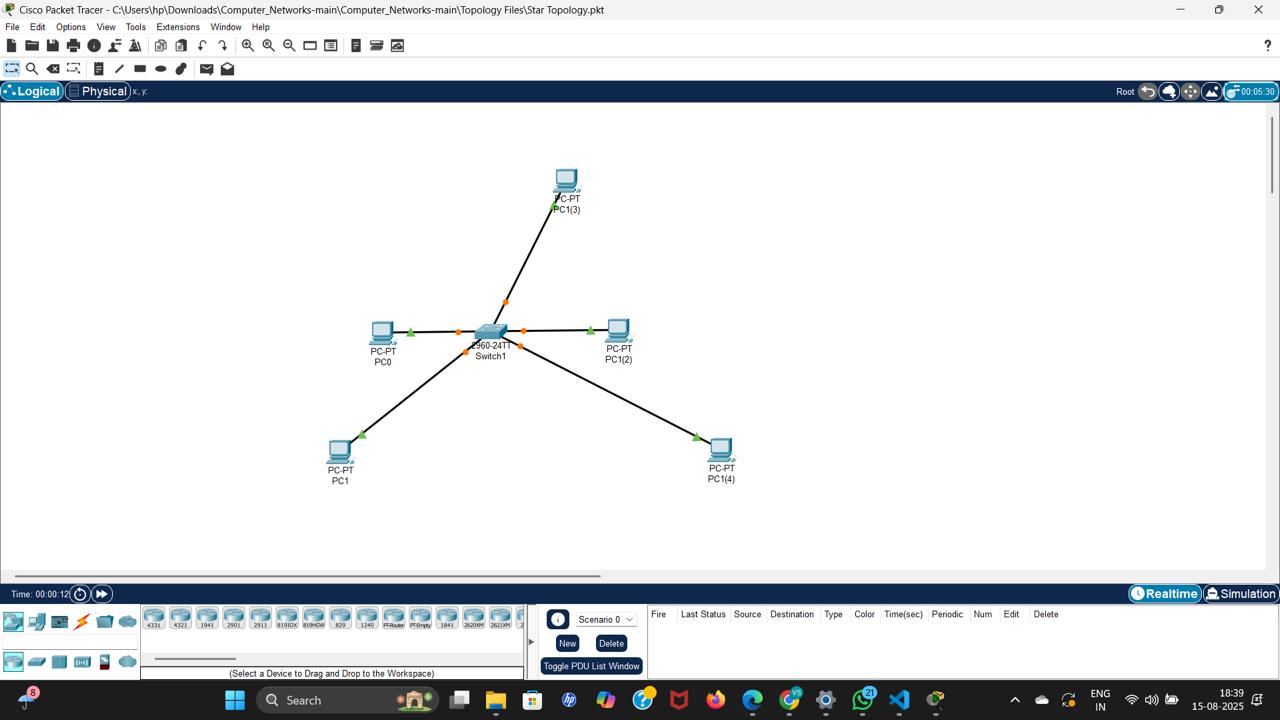 Cisco Packet Tracer - C:\Users\hp\Downloads\Computer_Networks-main\Computer_Networks-main\Topology Files\Star Topology.pkt
File Edit Options View Tools Extensions Window Help
?
Logical Physical x:, y: Root 00:05:30
PC-PT
PC1(3)
PC-PT
PC0
2960-24TT
Switch1
PC-PT
PC1(2)
PC-PT
PC1
PC-PT
PC1(4)
Time: 00:00:12 Realtime Simulation
4331 4321 1941 2901 2911 819IOX 819HGW 829 1240 PT-Router PT-Empty 1841 2620XM 2621XM 2
(Select a Device to Drag and Drop to the Workspace)
Scenario 0
New Delete
Toggle PDU List Window
Fire Last Status Source Destination Type Color Time(sec) Periodic Num Edit Delete
8 Search hp VS 21 ENG IN 18:39 15-08-2025